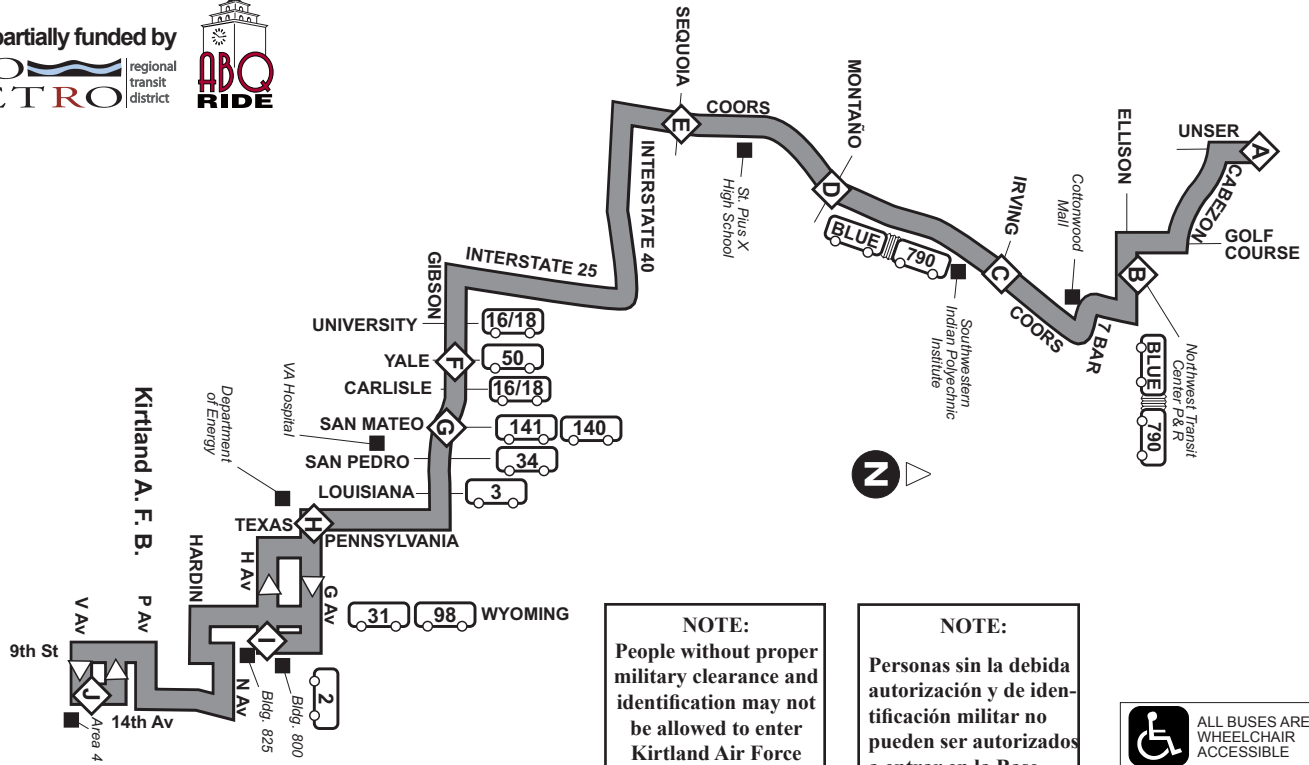 partially funded by
regional
transit
district
ETRO
ABQ
RIDE
SEQUOIA
COORS
E
MONTAÑO
D
St. Pius X
High School
INTERSTATE 40
BLUE
790
ELLISON
UNSER
A
CABEZON
GOLF
COURSE
B
IRVING
Cottonwood
Mall
C
COORS
7 BAR
Southwestern
Indian Polyechnic
Institute
Northwest Transit
Center P& R
BLUE
790
INTERSTATE 25
GIBSON
UNIVERSITY
16/18
YALE
F
50
CARLISLE
16/18
SAN MATEO
G
141
140
VA Hospital
SAN PEDRO
34
LOUISIANA
3
N
Department
of Energy
TEXAS
H
PENNSYLVANIA
Kirtland A. F. B.
HARDIN
H Av
G Av
31
98
WYOMING
P Av
V Av
9th St
I
J
N Av
14th Av
Area 4
Bldg. 825
Bldg. 800
2
NOTE:
People without proper
military clearance and
identification may not
be allowed to enter
Kirtland Air Force
NOTE:
Personas sin la debida
autorización y de iden-
tificación militar no
pueden ser autorizados
ALL BUSES ARE
WHEELCHAIR
ACCESSIBLE